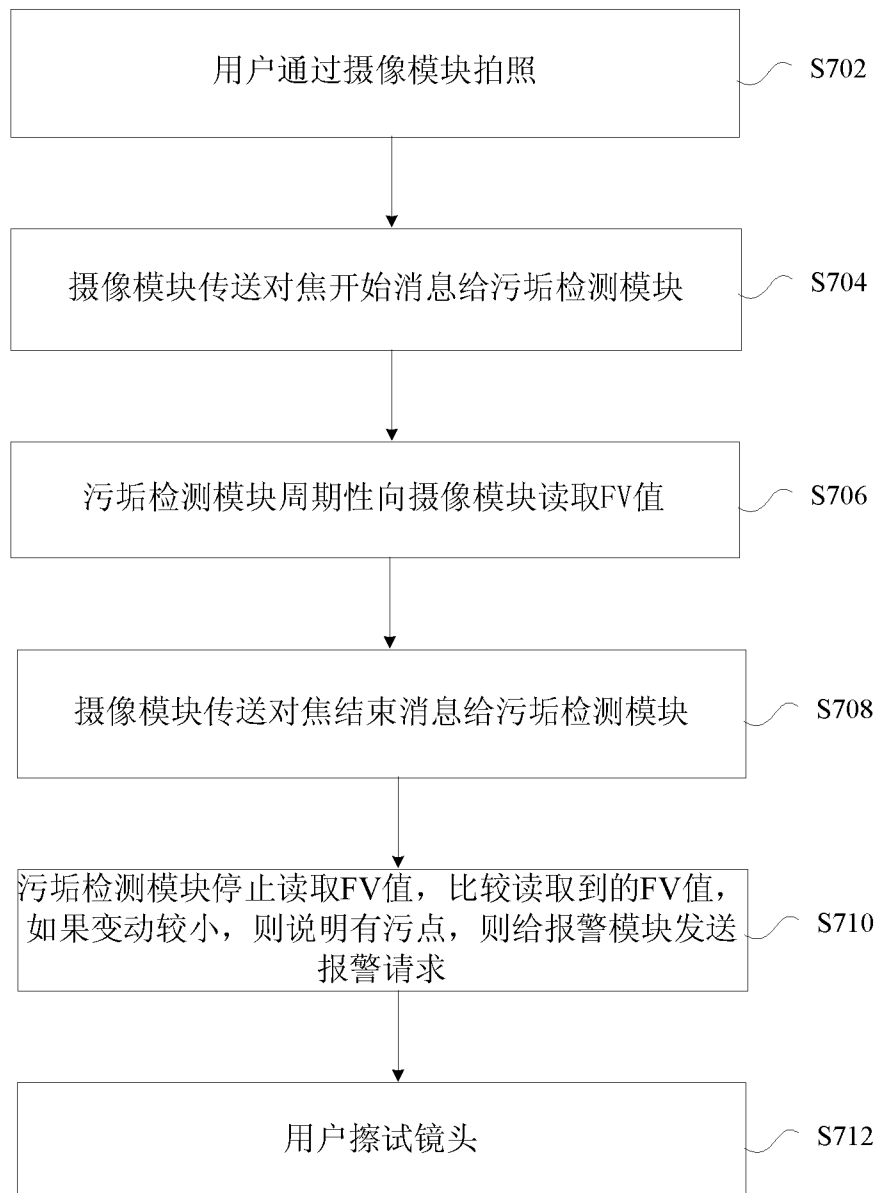 用户通过摄像模块拍照
S702
摄像模块传送对焦开始消息给污垢检测模块
S704
污垢检测模块周期性向摄像模块读取FV值
S706
摄像模块传送对焦结束消息给污垢检测模块
S708
污垢检测模块停止读取FV值，比较读取到的FV值，
如果变动较小，则说明有污点，则给报警模块发送
报警请求
S710
用户擦试镜头
S712